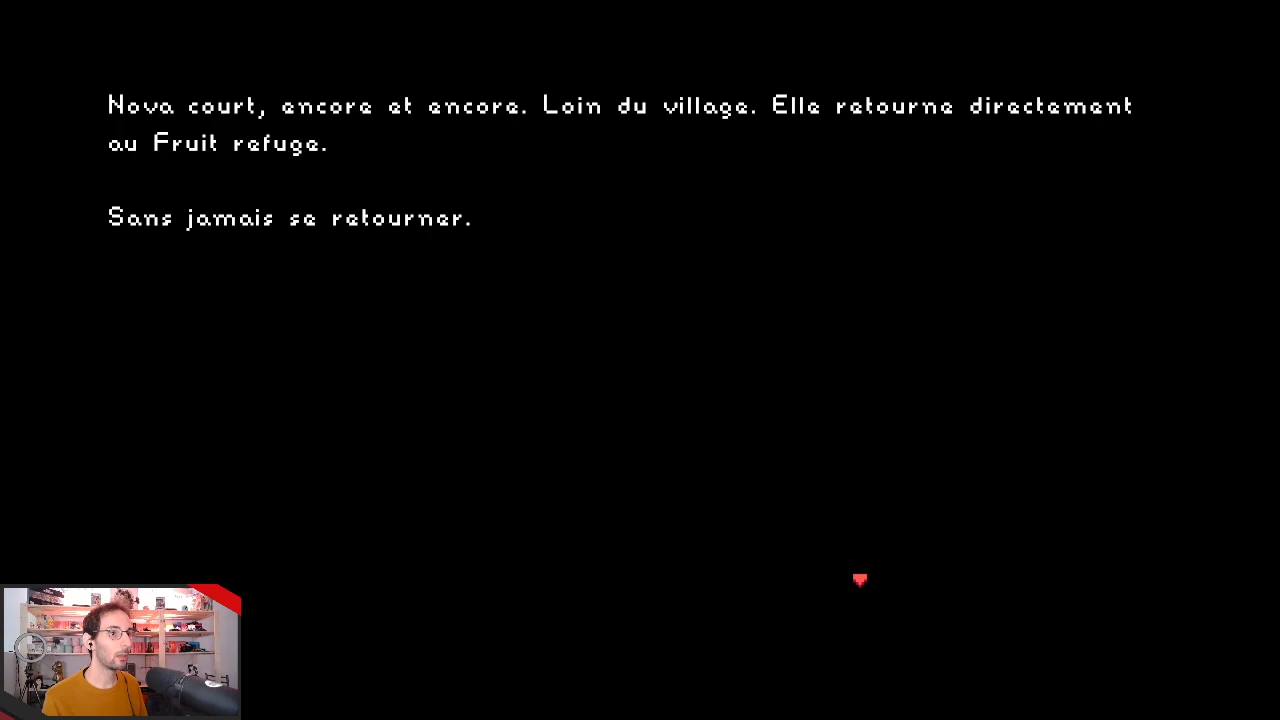 Nova court, encore et encore. Loin du village. Elle retourne directement
au Fruit refuge.
Sans jamais se retourner.